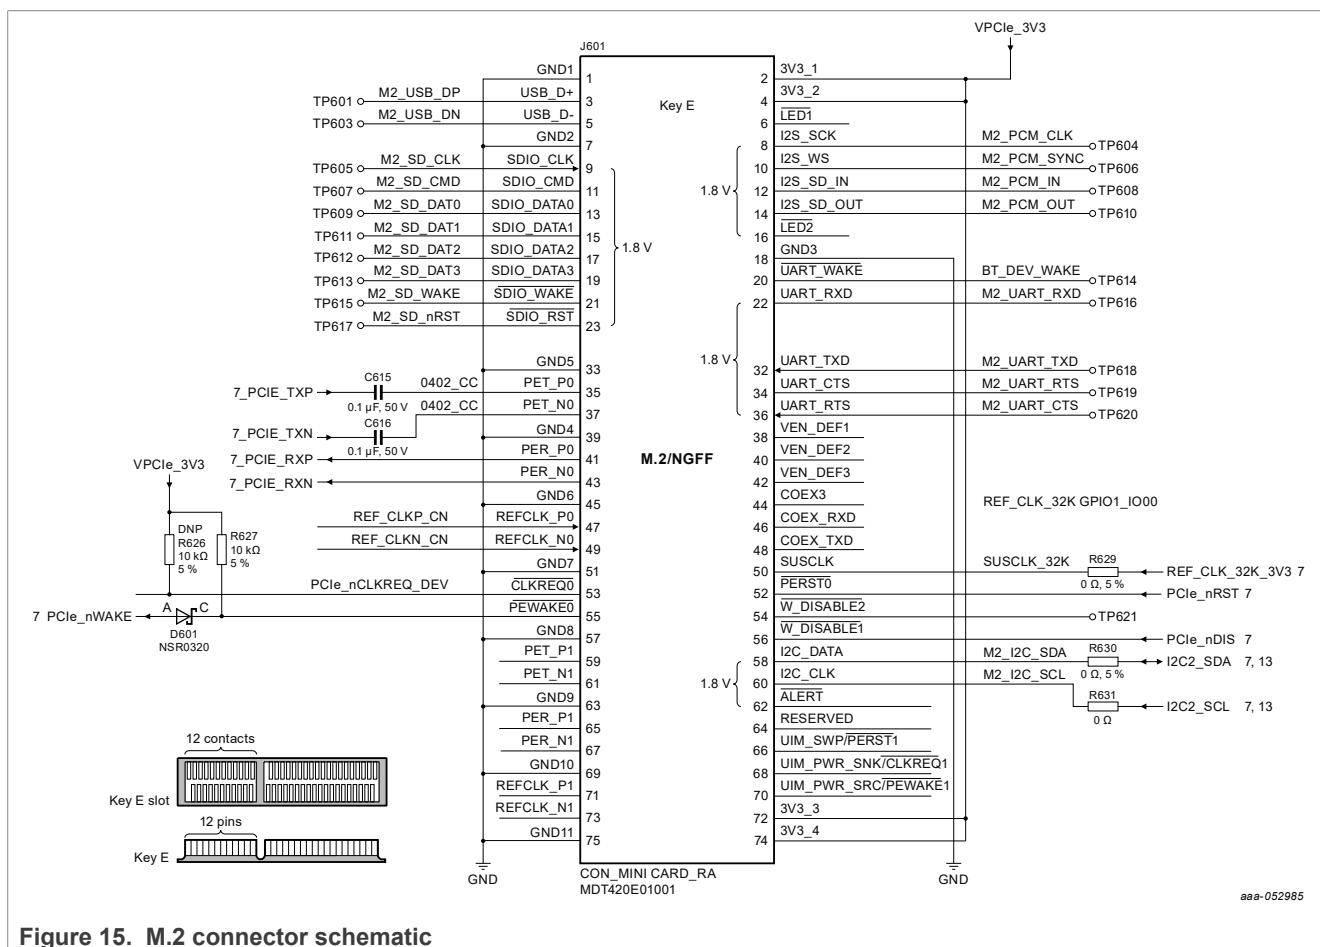 VPCIe_3V3
J601
Key E
GND1 1
TP601 M2_USB_DP USB_D+ 3
TP603 M2_USB_DN USB_D- 5
GND2 7
TP605 M2_SD_CLK SDIO_CLK 9
TP607 M2_SD_CMD SDIO_CMD 11
TP609 M2_SD_DAT0 SDIO_DATA0 13
TP611 M2_SD_DAT1 SDIO_DATA1 15
1.8 V
TP612 M2_SD_DAT2 SDIO_DATA2 17
TP613 M2_SD_DAT3 SDIO_DATA3 19
TP615 M2_SD_WAKE SDIO_WAKE 21
TP617 M2_SD_nRST SDIO_RST 23
GND5 33
7_PCIE_TXP C615 0.1 µF, 50 V 0402_CC PET_P0 35
7_PCIE_TXN C616 0.1 µF, 50 V 0402_CC PET_N0 37
GND4 39
7_PCIE_RXP PER_P0 41
7_PCIE_RXN PER_N0 43
GND6 45
REF_CLKP_CN REFCLK_P0 47
REF_CLKN_CN REFCLK_N0 49
GND7 51
VPCIe_3V3
DNP
R626
10 kΩ
5 %
R627
10 kΩ
5 %
PCIe_nCLKREQ_DEV CLKREQ0 53
7 PCIe_nWAKE A C PEWAKE0 55
D601
NSR0320
GND8 57
PET_P1 59
PET_N1 61
GND9 63
PER_P1 65
PER_N1 67
GND10 69
REFCLK_P1 71
REFCLK_N1 73
GND11 75
GND
M.2/NGFF
2 3V3_1
4 3V3_2
6 LED1
8 I2S_SCK M2_PCM_CLK TP604
10 I2S_WS M2_PCM_SYNC TP606
1.8 V
12 I2S_SD_IN M2_PCM_IN TP608
14 I2S_SD_OUT M2_PCM_OUT TP610
16 LED2
18 GND3
20 UART_WAKE BT_DEV_WAKE TP614
22 UART_RXD M2_UART_RXD TP616
1.8 V
32 UART_TXD M2_UART_TXD TP618
34 UART_CTS M2_UART_RTS TP619
36 UART_RTS M2_UART_CTS TP620
38 VEN_DEF1
40 VEN_DEF2
42 VEN_DEF3
44 COEX3 REF_CLK_32K GPIO1_IO00
46 COEX_RXD
48 COEX_TXD
50 SUSCLK SUSCLK_32K R629 0 Ω, 5 % REF_CLK_32K_3V3 7
52 PERST0 PCIe_nRST 7
54 W_DISABLE2 TP621
56 W_DISABLE1 PCIe_nDIS 7
58 I2C_DATA M2_I2C_SDA R630 0 Ω, 5 % I2C2_SDA 7, 13
1.8 V
60 I2C_CLK M2_I2C_SCL R631 0 Ω I2C2_SCL 7, 13
62 ALERT
64 RESERVED
66 UIM_SWP/PERST1
68 UIM_PWR_SNK/CLKREQ1
70 UIM_PWR_SRC/PEWAKE1
72 3V3_3
74 3V3_4
GND
CON_MINI CARD_RA
MDT420E01001
12 contacts
Key E slot
12 pins
Key E
aaa-052985
Figure 15. M.2 connector schematic